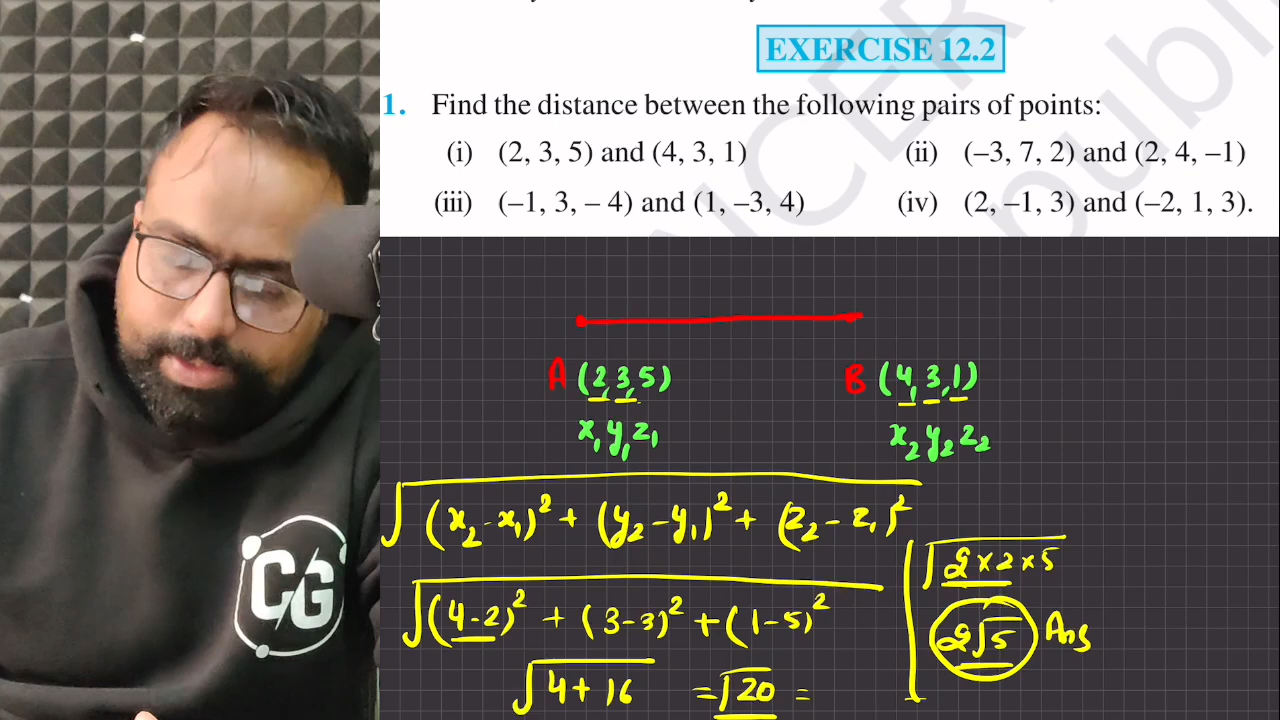 EXERCISE 12.2
1. Find the distance between the following pairs of points:
(i) (2, 3, 5) and (4, 3, 1) (ii) (–3, 7, 2) and (2, 4, –1)
(iii) (–1, 3, – 4) and (1, –3, 4) (iv) (2, –1, 3) and (–2, 1, 3).
A (2,3,5) B (4,3,1)
x₁ y₁ z₁ x₂ y₂ z₂
√(x₂-x₁)² + (y₂-y₁)² + (z₂-z₁)²
√(4-2)² + (3-3)² + (1-5)²
√4+16 = √20 =
√2×2×5
2√5 Ans
CG